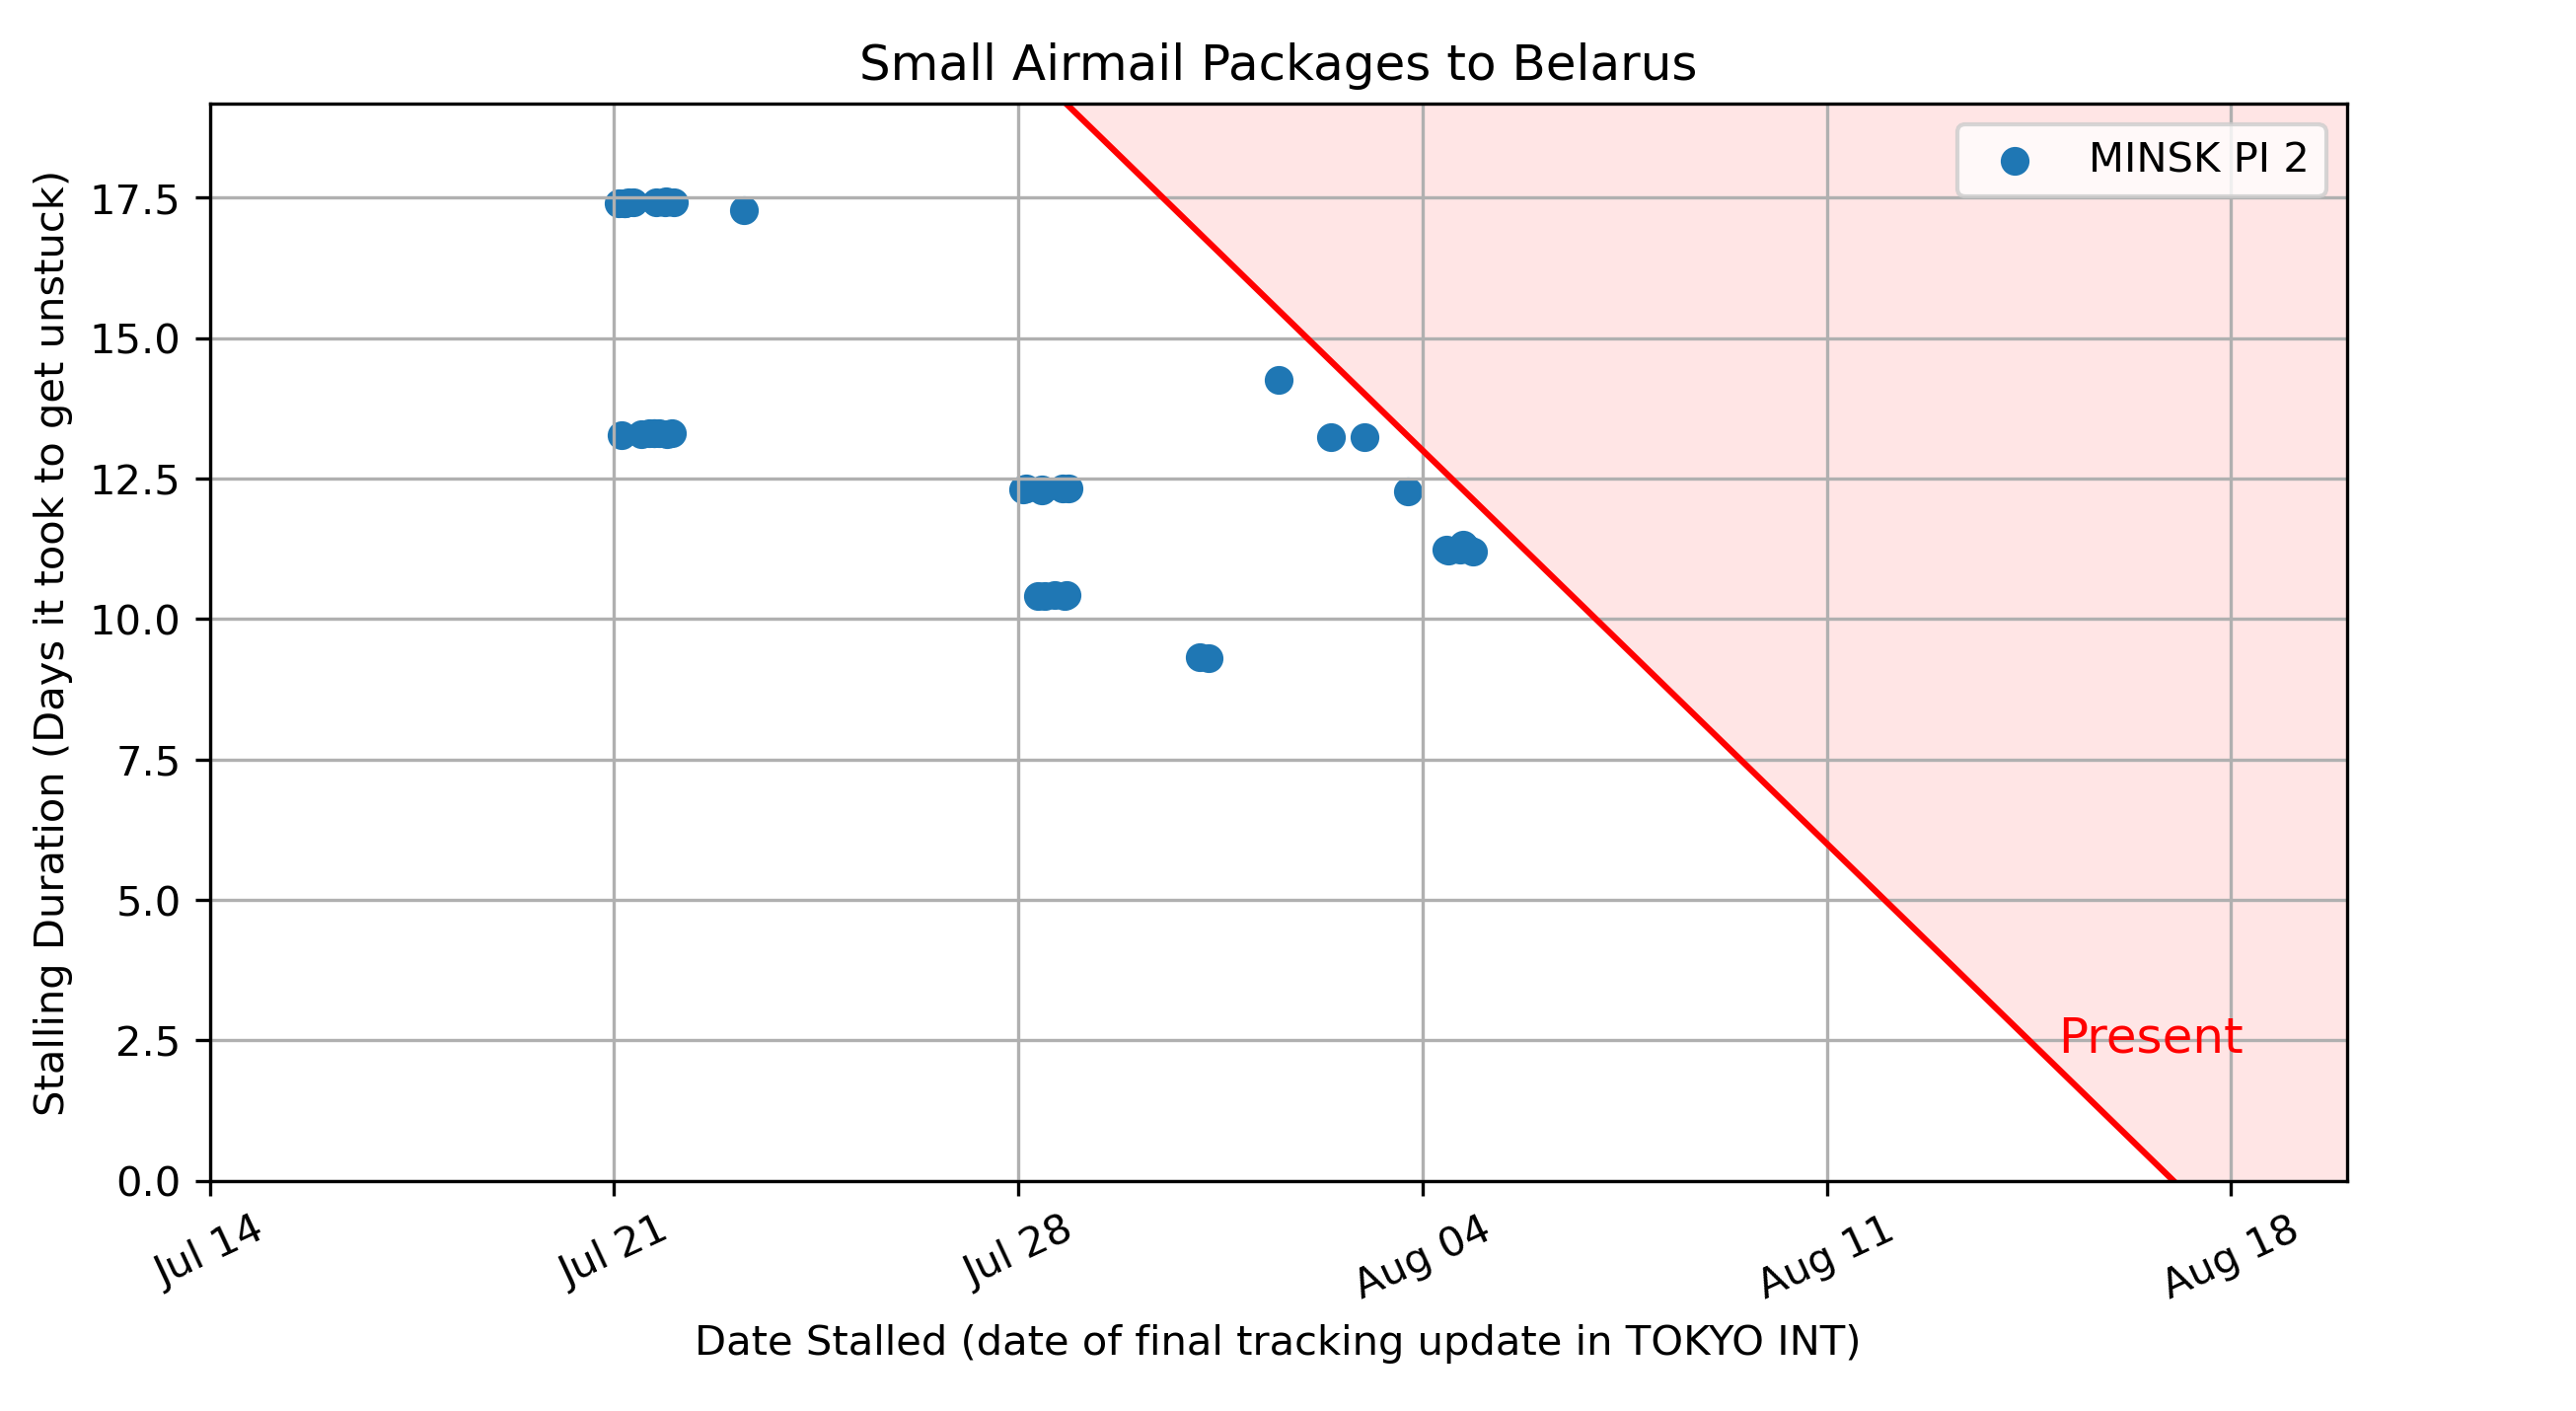 Small Airmail Packages to Belarus
MINSK PI 2
Stalling Duration (Days it took to get unstuck)
17.5
15.0
12.5
10.0
7.5
5.0
2.5
0.0
Present
Jul 14
Jul 21
Jul 28
Aug 04
Aug 11
Aug 18
Date Stalled (date of final tracking update in TOKYO INT)